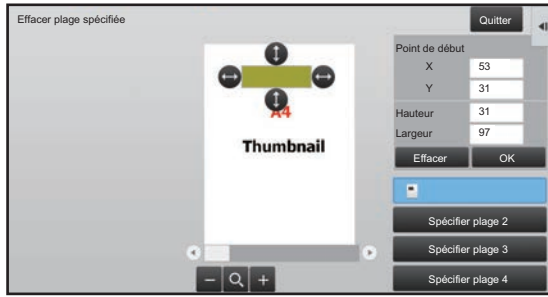 Effacer plage spécifiée
Quitter
A4
Thumbnail
Point de début
X 53
Y 31
Hauteur 31
Largeur 97
Effacer OK
Spécifier plage 2
Spécifier plage 3
Spécifier plage 4